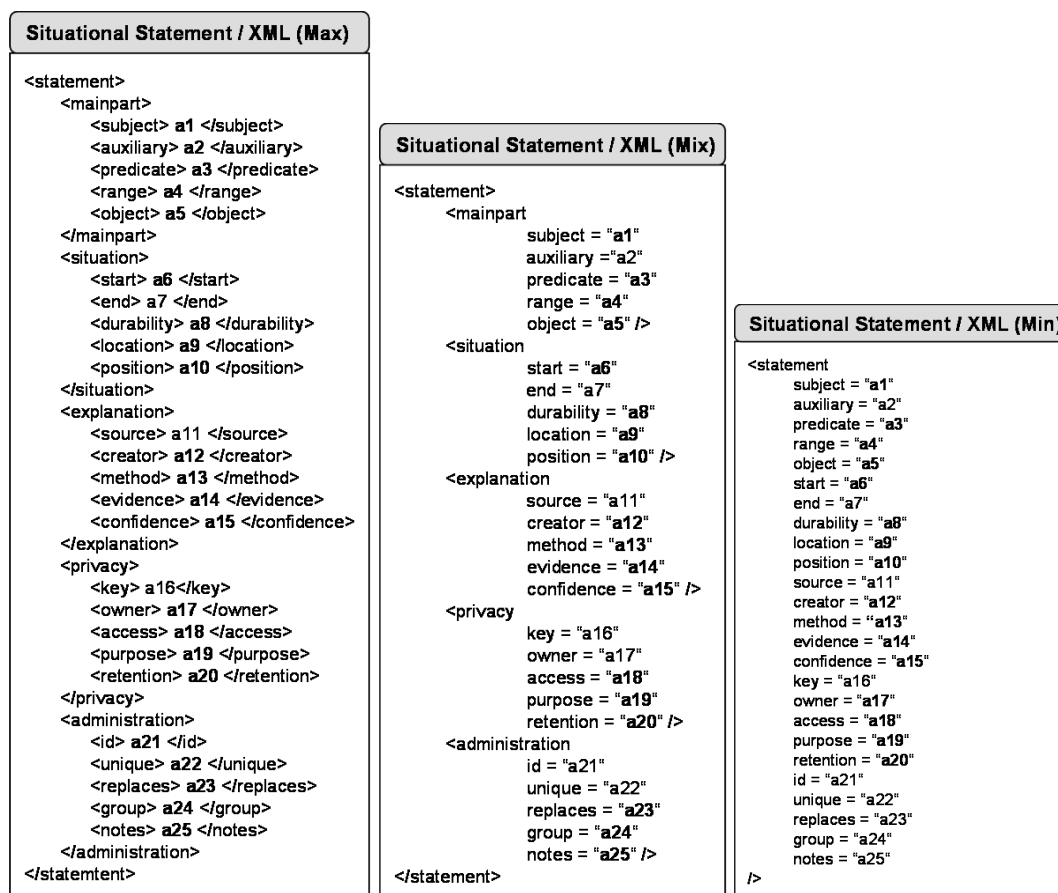 Situational Statement / XML (Max)
<statement>
<mainpart>
<subject> a1 </subject>
<auxiliary> a2 </auxiliary>
<predicate> a3 </predicate>
<range> a4 </range>
<object> a5 </object>
</mainpart>
<situation>
<start> a6 </start>
<end> a7 </end>
<durability> a8 </durability>
<location> a9 </location>
<position> a10 </position>
</situation>
<explanation>
<source> a11 </source>
<creator> a12 </creator>
<method> a13 </method>
<evidence> a14 </evidence>
<confidence> a15 </confidence>
</explanation>
<privacy>
<key> a16</key>
<owner> a17 </owner>
<access> a18 </access>
<purpose> a19 </purpose>
<retention> a20 </retention>
</privacy>
<administration>
<id> a21 </id>
<unique> a22 </unique>
<replaces> a23 </replaces>
<group> a24 </group>
<notes> a25 </notes>
</administration>
</statemtent>
Situational Statement / XML (Mix)
<statement>
<mainpart
subject = "a1"
auxiliary ="a2"
predicate = "a3"
range = "a4"
object = "a5" />
<situation
start = "a6"
end = "a7"
durability = "a8"
location = "a9"
position = "a10" />
<explanation
source = "a11"
creator = "a12"
method = "a13"
evidence = "a14"
confidence = "a15" />
<privacy
key = "a16"
owner = "a17"
access = "a18"
purpose = "a19"
retention = "a20" />
<administration
id = "a21"
unique = "a22"
replaces = "a23"
group = "a24"
notes = "a25" />
</statement>
Situational Statement / XML (Min)
<statement
subject = "a1"
auxiliary = "a2"
predicate = "a3"
range = "a4"
object = "a5"
start = "a6"
end = "a7"
durability = "a8"
location = "a9"
position = "a10"
source = "a11"
creator = "a12"
method = "a13"
evidence = "a14"
confidence = "a15"
key = "a16"
owner = "a17"
access = "a18"
purpose = "a19"
retention = "a20"
id = "a21"
unique = "a22"
replaces = "a23"
group = "a24"
notes = "a25"
/>